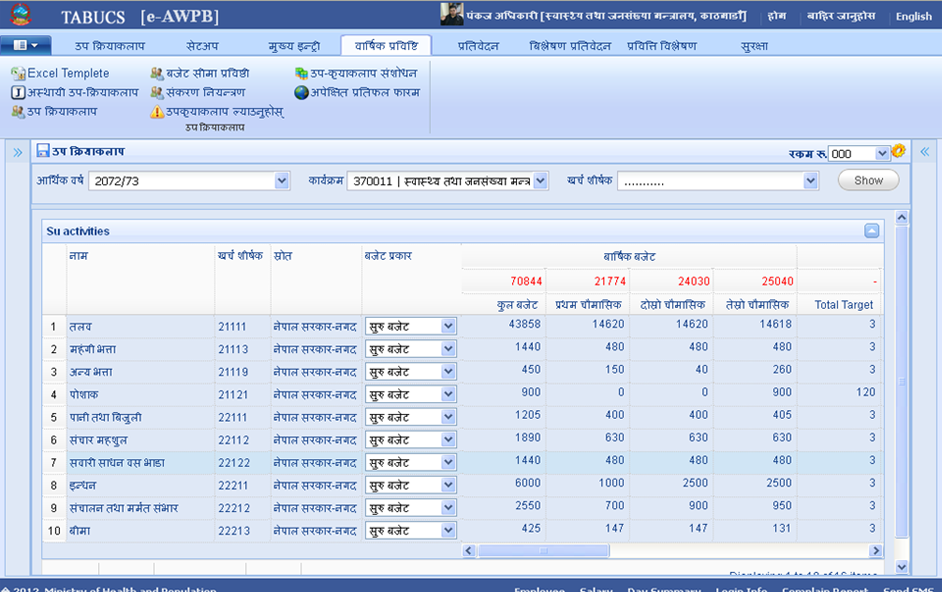 TABUCS [e-AWPB] पंकज अधिकारी [स्वास्थ्य तथा जनसंख्या मन्त्रालय, काठमाडौँ] होम बाहिर जानुहोस English
उप क्रियाकलाप सेटअप मुख्य इन्ट्री वार्षिक प्रविष्टि प्रतिवेदन बिश्लेषण प्रतिवेदन प्रवित्ति विश्लेषण सुरक्षा
Excel Templete बजेट सीमा प्रविष्ठी उप-कृयाकलाप संशोधन
अस्थायी उप-क्रियाकलाप संकरण नियन्त्रण अपेक्षित प्रतिफल फारम
उप क्रियाकलाप उपकृयाकलाप ल्याउनुहोस्
उप क्रियाकलाप
उप क्रियाकलाप रकम रु. 000
आर्थिक वर्ष 2072/73 कार्यक्रम 370011 | स्वास्थ्य तथा जनसंख्या मन्त्र खर्च शीर्षक ........... Show
Su activities
नाम खर्च शीर्षक स्रोत बजेट प्रकार बार्षिक बजेट
70844 21774 24030 25040 -
कुल बजेट प्रथम चौमासिक दोस्रो चौमासिक तेस्रो चौमासिक Total Target
1 तलव 21111 नेपाल सरकार-नगद सुरु बजेट 43858 14620 14620 14618 3
2 महंगी भत्ता 21113 नेपाल सरकार-नगद सुरु बजेट 1440 480 480 480 3
3 अन्य भत्ता 21119 नेपाल सरकार-नगद सुरु बजेट 450 150 40 260 3
4 पोशाक 21121 नेपाल सरकार-नगद सुरु बजेट 900 0 0 900 120
5 पानी तथा बिजुली 22111 नेपाल सरकार-नगद सुरु बजेट 1205 400 400 405 3
6 संचार महशुल 22112 नेपाल सरकार-नगद सुरु बजेट 1890 630 630 630 3
7 सवारी साधन वस भाडा 22122 नेपाल सरकार-नगद सुरु बजेट 1440 480 480 480 3
8 इन्धन 22211 नेपाल सरकार-नगद सुरु बजेट 6000 1000 2500 2500 3
9 संचालन तथा मर्मत संभार 22212 नेपाल सरकार-नगद सुरु बजेट 2550 700 900 950 3
10 बीमा 22213 नेपाल सरकार-नगद सुरु बजेट 425 147 147 131 3
Displaying 1 to 10 of 16 items
2012, Ministry of Health and Population Employee Salary Day Summary Login Info Complain Report Send SMS